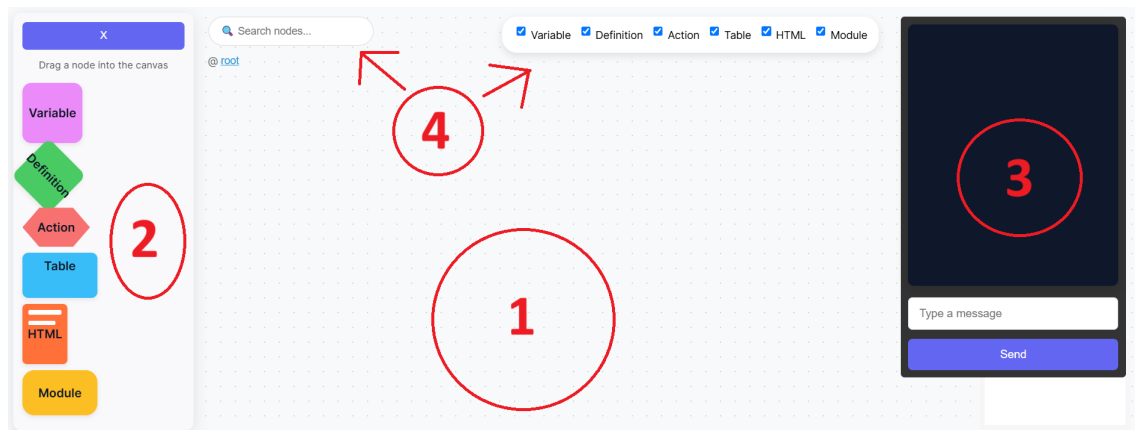 X
Drag a node into the canvas
Variable
Definition
Action
Table
HTML
Module
2
Search nodes...
@ root
Variable Definition Action Table HTML Module
4
1
3
Type a message
Send